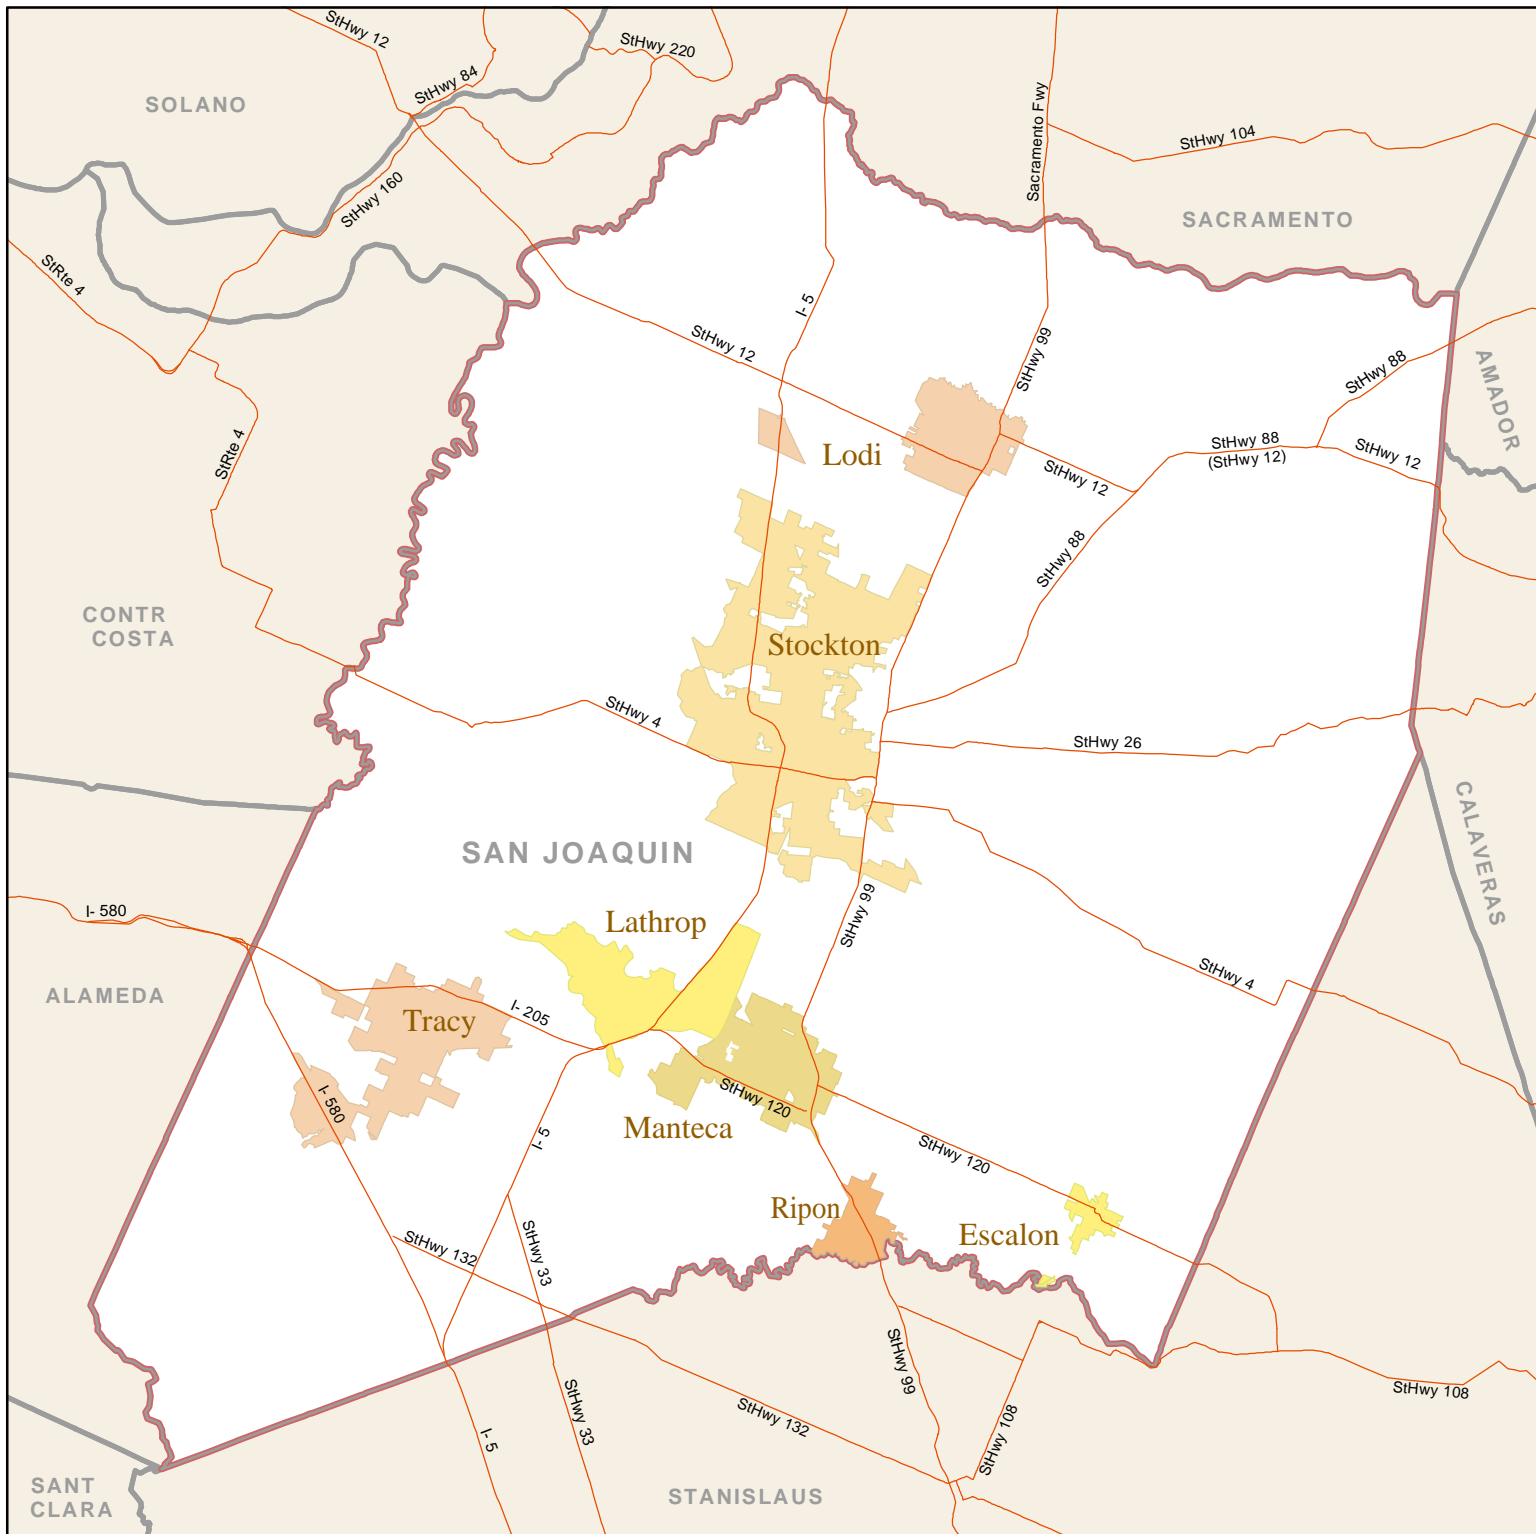 StHwy 12
StHwy 220
StHwy 84
SOLANO
Sacramento Fwy
StHwy 104
StHwy 160
SACRAMENTO
StRte 4
I- 5
StHwy 12
StHwy 99
StHwy 88
AMADOR
StRte 4
Lodi
StHwy 88
(StHwy 12)
StHwy 12
StHwy 12
StHwy 88
CONTR
COSTA
Stockton
StHwy 4
StHwy 26
CALAVERAS
SAN JOAQUIN
I- 580
Lathrop
StHwy 99
StHwy 4
ALAMEDA
Tracy
I- 205
I- 580
StHwy 120
Manteca
I- 5
StHwy 120
Ripon
Escalon
StHwy 132
StHwy 33
StHwy 99
StHwy 108
StHwy 33
StHwy 132
I- 5
StHwy 108
SANT
CLARA
STANISLAUS